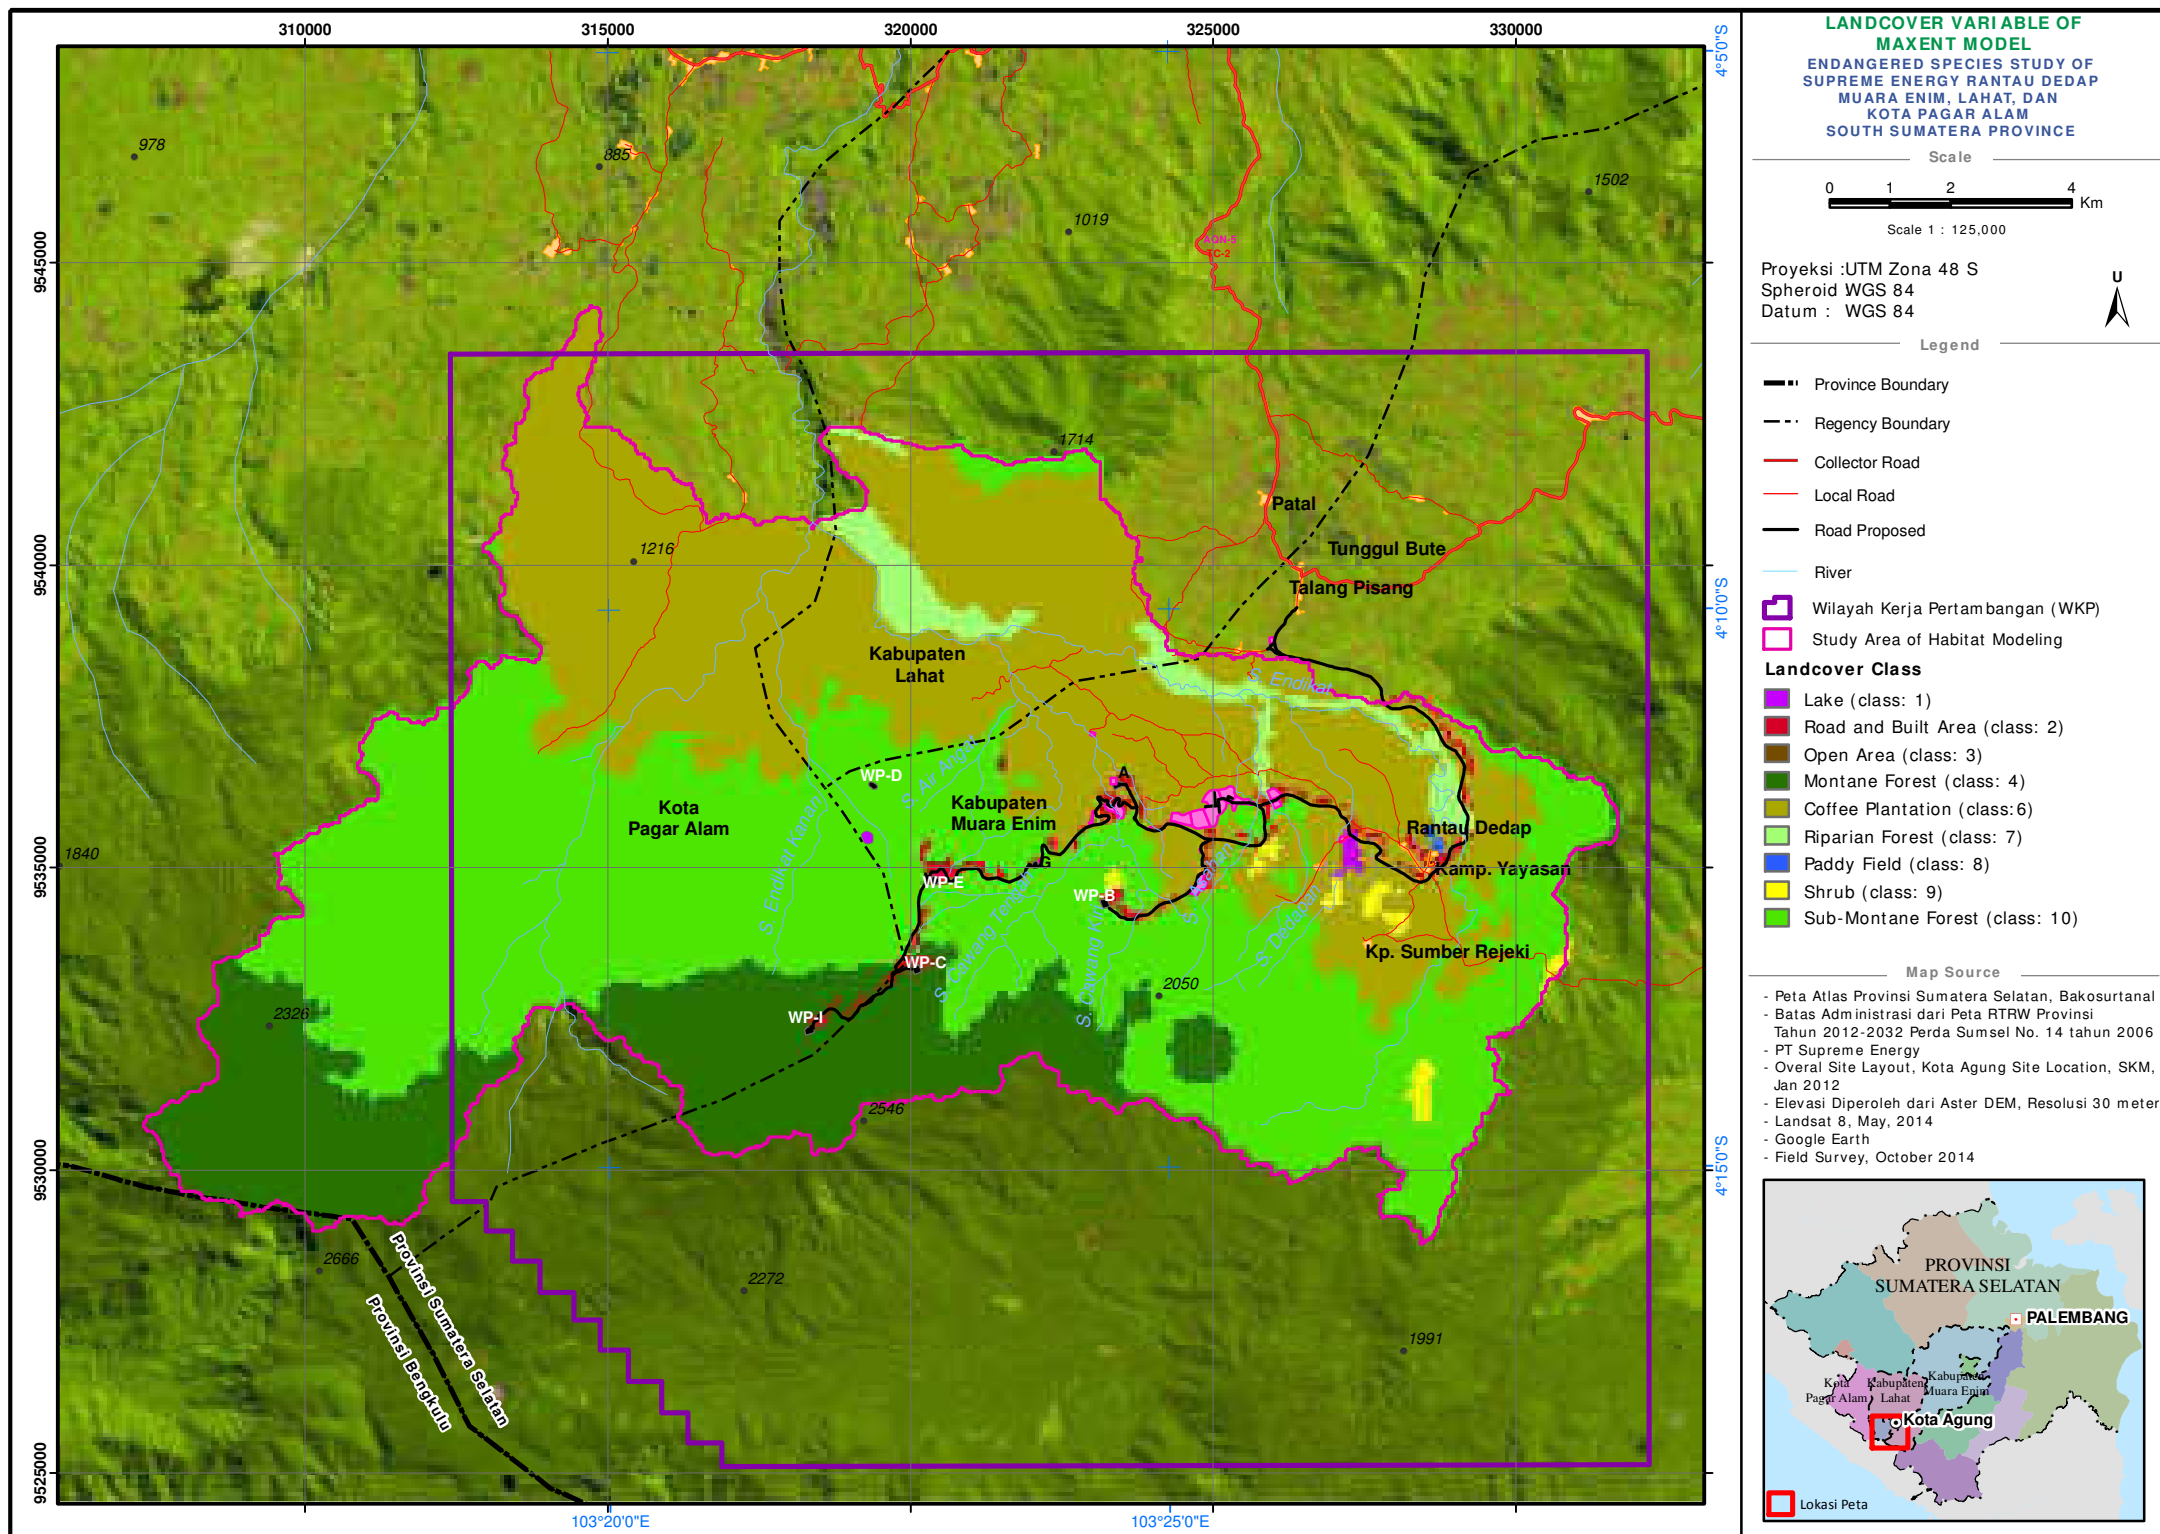 310000
315000
320000
325000
330000
4°5'0"S
4°10'0"S
4°15'0"S
9545000
9540000
9535000
9530000
9525000
103°20'0"E
103°25'0"E
978
885
1019
1502
AQN-5
TC-2
1714
1216
Patal
Tunggul Bute
Talang Pisang
Kabupaten
Lahat
S. Endikat
WP-D
S. Air Angat
A
Kota
Pagar Alam
Kabupaten
Muara Enim
S. Endikat Kanan
Rantau Dedap
1840
WP-E
G
Kamp. Yayasan
WP-B
S. Cawang Tengah
S. Dedapan
Kp. Sumber Rejeki
WP-C
2050
2326
WP-I
2546
2666
2272
1991
Provinsi Sumatera Selatan
Provinsi Bengkulu
LANDCOVER VARIABLE OF
MAXENT MODEL
ENDANGERED SPECIES STUDY OF
SUPREME ENERGY RANTAU DEDAP
MUARA ENIM, LAHAT, DAN
KOTA PAGAR ALAM
SOUTH SUMATERA PROVINCE
Scale
0 1 2 4
Km
Scale 1 : 125,000
Proyeksi :UTM Zona 48 S
Spheroid WGS 84
Datum : WGS 84
U
Legend
Province Boundary
Regency Boundary
Collector Road
Local Road
Road Proposed
River
Wilayah Kerja Pertambangan (WKP)
Study Area of Habitat Modeling
Landcover Class
Lake (class: 1)
Road and Built Area (class: 2)
Open Area (class: 3)
Montane Forest (class: 4)
Coffee Plantation (class:6)
Riparian Forest (class: 7)
Paddy Field (class: 8)
Shrub (class: 9)
Sub-Montane Forest (class: 10)
Map Source
- Peta Atlas Provinsi Sumatera Selatan, Bakosurtanal
- Batas Administrasi dari Peta RTRW Provinsi
Tahun 2012-2032 Perda Sumsel No. 14 tahun 2006
- PT Supreme Energy
- Overal Site Layout, Kota Agung Site Location, SKM,
Jan 2012
- Elevasi Diperoleh dari Aster DEM, Resolusi 30 meter
- Landsat 8, May, 2014
- Google Earth
- Field Survey, October 2014
PROVINSI
SUMATERA SELATAN
PALEMBANG
Kota
Pagar Alam
Kabupaten
Lahat
Kabupaten
Muara Enim
Kota Agung
Lokasi Peta